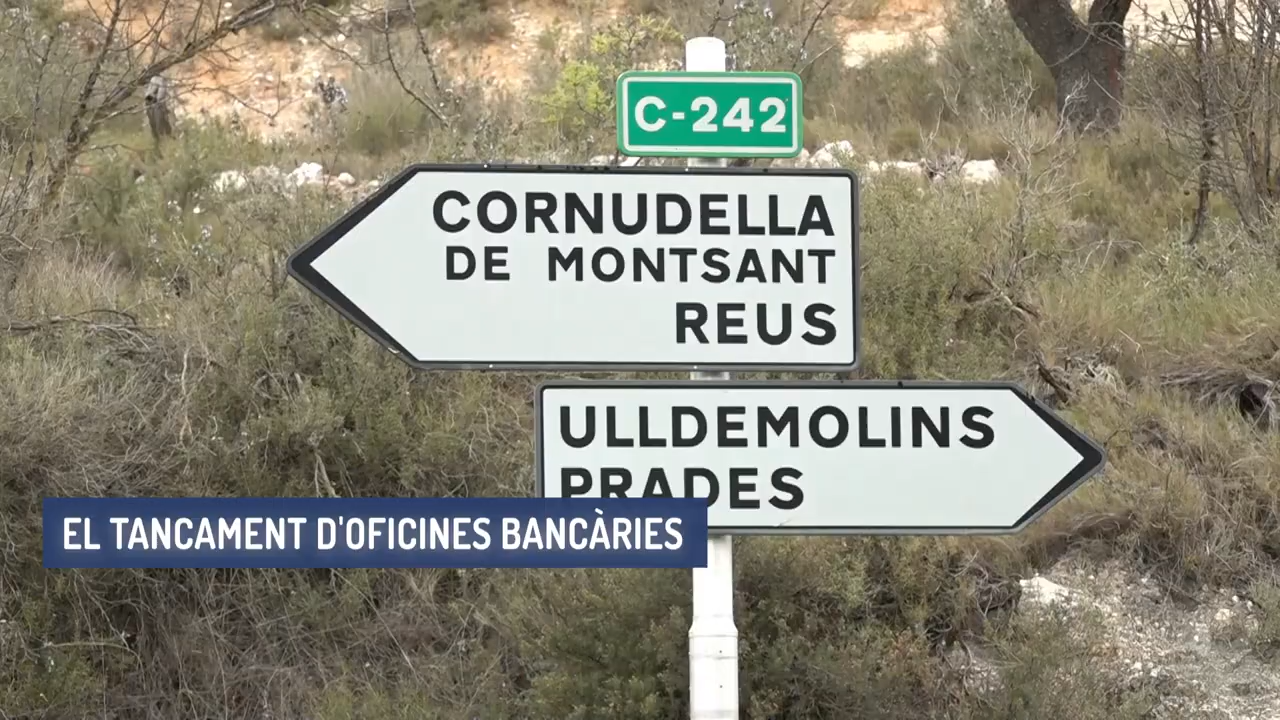 C-242
CORNUDELLA
DE MONTSANT
REUS
ULLDEMOLINS
PRADES
EL TANCAMENT D'OFICINES BANCÀRIES